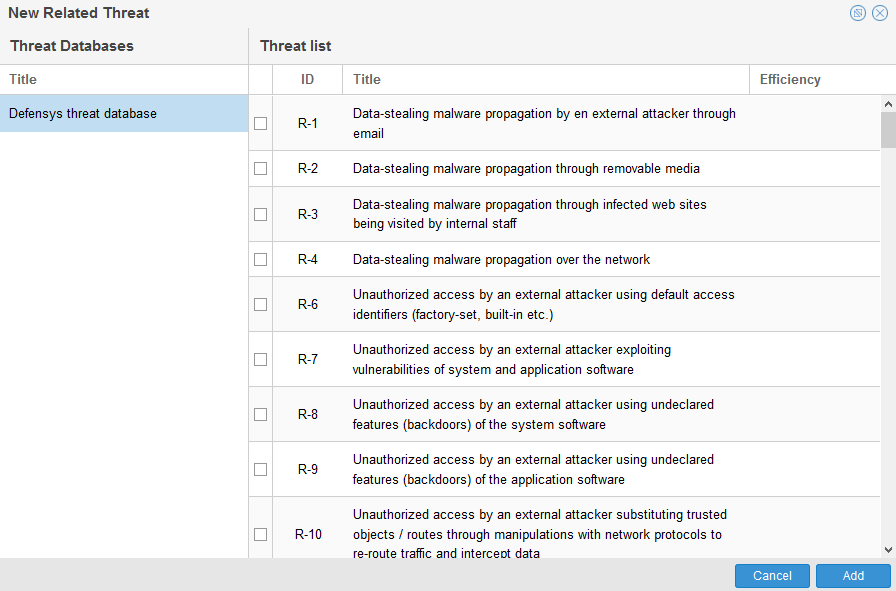 New Related Threat
Threat Databases
Threat list
Title
ID
Title
Efficiency
Defensys threat database
R-1
Data-stealing malware propagation by en external attacker through
email
R-2
Data-stealing malware propagation through removable media
R-3
Data-stealing malware propagation through infected web sites
being visited by internal staff
R-4
Data-stealing malware propagation over the network
R-6
Unauthorized access by an external attacker using default access
identifiers (factory-set, built-in etc.)
R-7
Unauthorized access by an external attacker exploiting
vulnerabilities of system and application software
R-8
Unauthorized access by an external attacker using undeclared
features (backdoors) of the system software
R-9
Unauthorized access by an external attacker using undeclared
features (backdoors) of the application software
R-10
Unauthorized access by an external attacker substituting trusted
objects / routes through manipulations with network protocols to
re-route traffic and intercept data
Cancel
Add